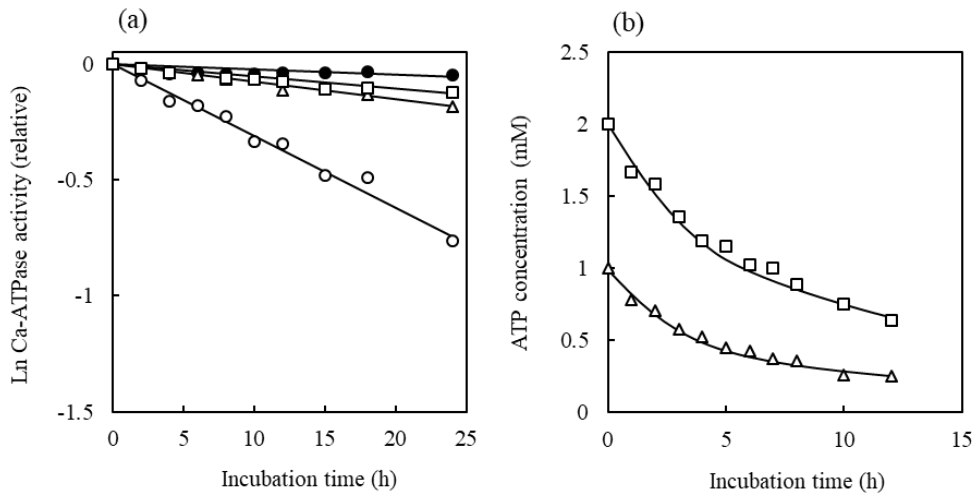 (a)
Ln Ca-ATPase activity (relative)
0
-0.5
-1
-1.5
0 5 10 15 20 25
Incubation time (h)
(b)
ATP concentration (mM)
2.5
2
1.5
1
0.5
0
0 5 10 15
Incubation time (h)